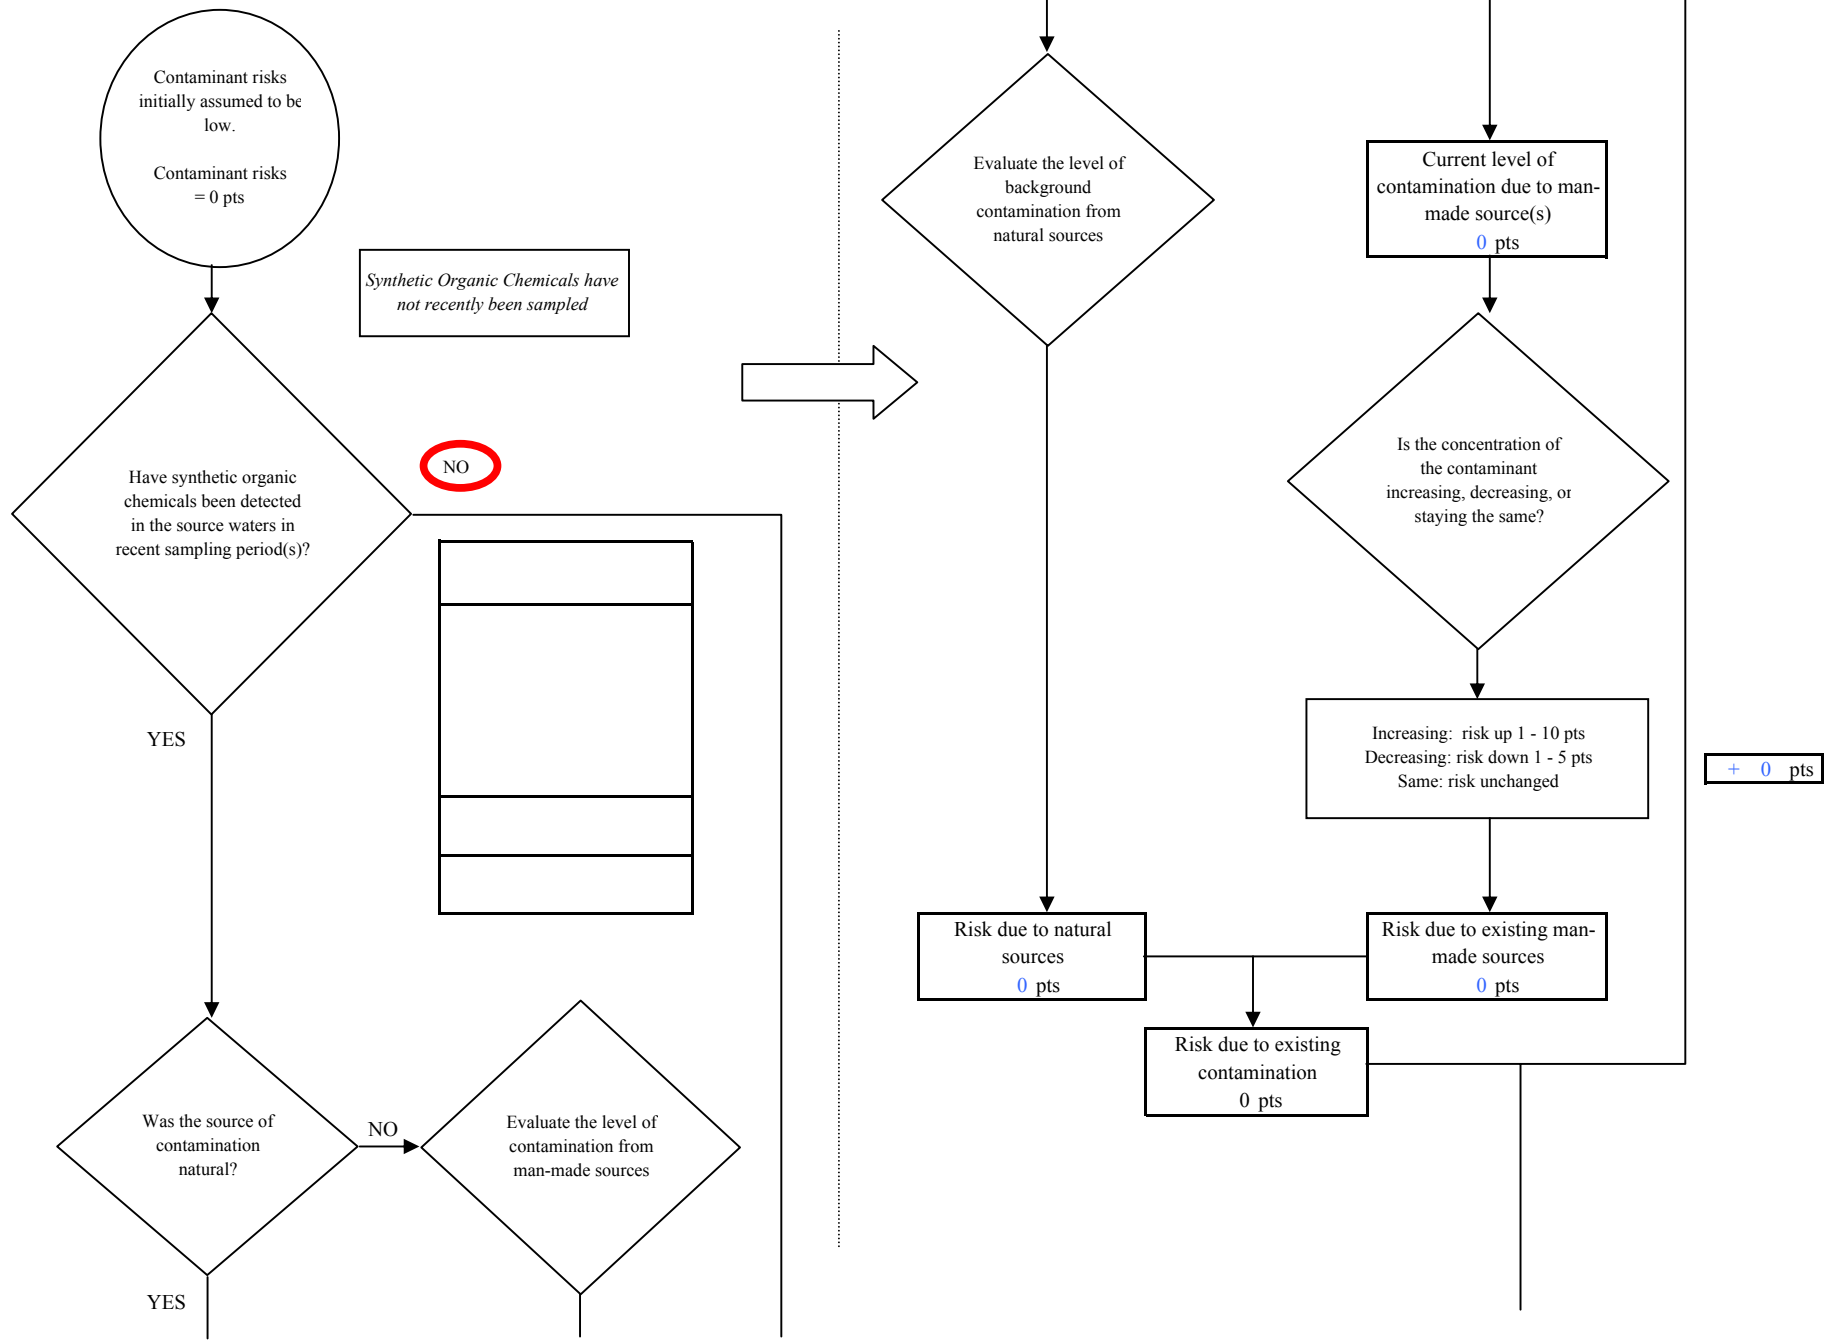 Contaminant risks
initially assumed to be
low.
Contaminant risks
= 0 pts
Synthetic Organic Chemicals have
not recently been sampled
NO
Have synthetic organic
chemicals been detected
in the source waters in
recent sampling period(s)?
YES
Was the source of
contamination
natural?
NO
Evaluate the level of
contamination from
man-made sources
YES
Evaluate the level of
background
contamination from
natural sources
Current level of
contamination due to man-
made source(s)
0 pts
Is the concentration of
the contaminant
increasing, decreasing, or
staying the same?
Increasing: risk up 1 - 10 pts
Decreasing: risk down 1 - 5 pts
Same: risk unchanged
+ 0 pts
Risk due to natural
sources
0 pts
Risk due to existing man-
made sources
0 pts
Risk due to existing
contamination
0 pts